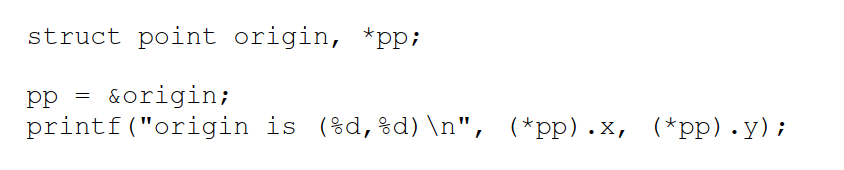 struct point origin, *pp;
pp = &origin;
printf("origin is (%d,%d)\n", (*pp).x, (*pp).y);